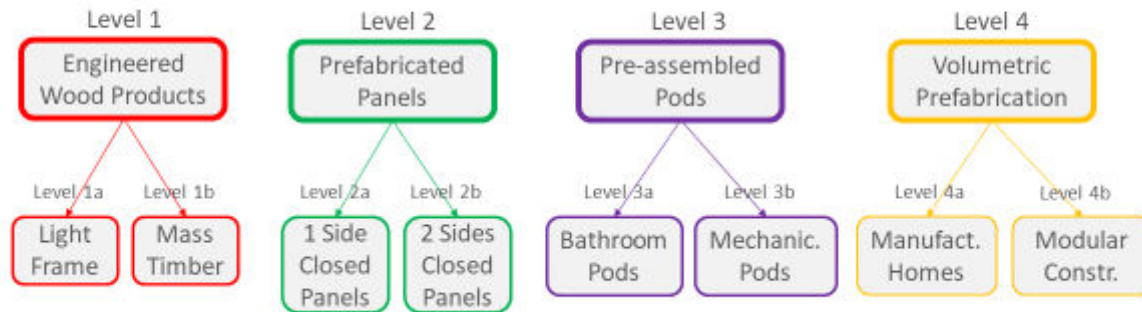 Level 1
Engineered
Wood Products
Level 1a
Level 1b
Light
Frame
Mass
Timber
Level 2
Prefabricated
Panels
Level 2a
Level 2b
1 Side
Closed
Panels
2 Sides
Closed
Panels
Level 3
Pre-assembled
Pods
Level 3a
Level 3b
Bathroom
Pods
Mechanic.
Pods
Level 4
Volumetric
Prefabrication
Level 4a
Level 4b
Manufact.
Homes
Modular
Constr.